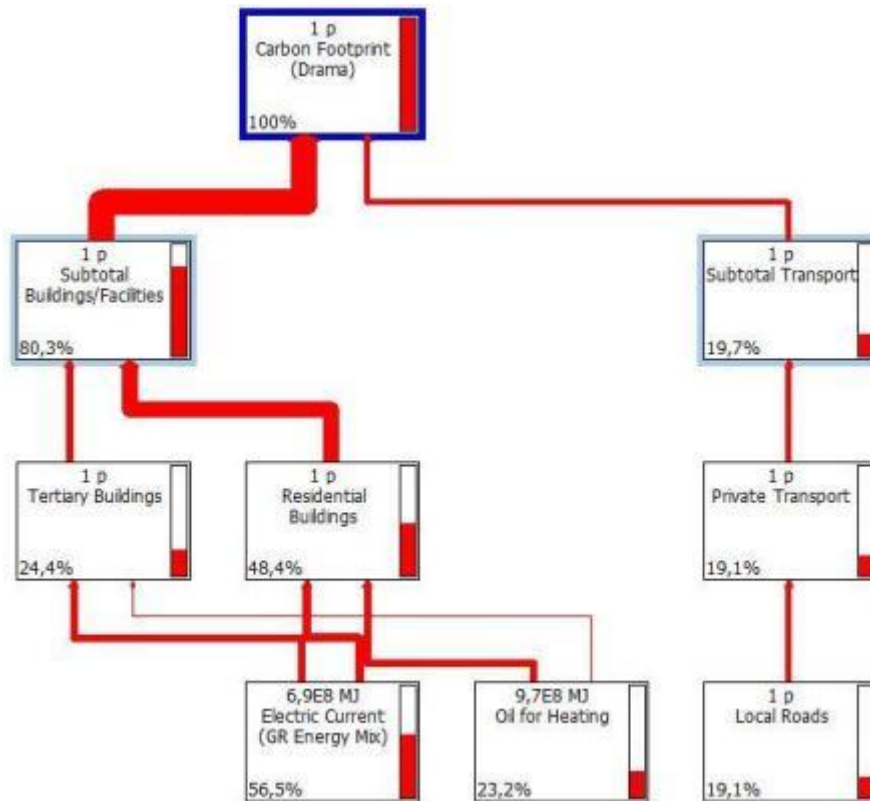 1 p
Carbon Footprint
(Drama)
100%
1 p
Subtotal
Buildings/Facilities
80,3%
1 p
Subtotal Transport
19,7%
1 p
Tertiary Buildings
24,4%
1 p
Residential
Buildings
48,4%
1 p
Private Transport
19,1%
6,9E8 MJ
Electric Current
(GR Energy Mix)
56,5%
9,7E8 MJ
Oil for Heating
23,2%
1 p
Local Roads
19,1%